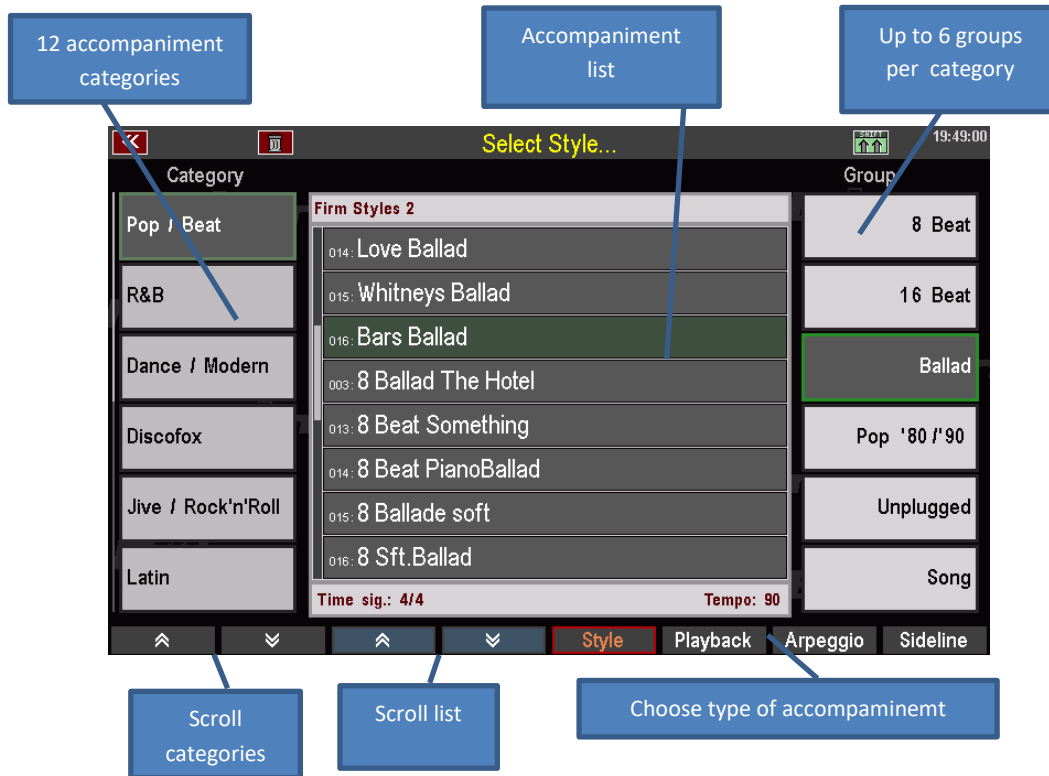 12 accompaniment
categories
Accompaniment
list
Up to 6 groups
per category
Select Style...
SHIFT
19:49:00
Category
Group
Pop / Beat
R&B
Dance / Modern
Discofox
Jive / Rock'n'Roll
Latin
Firm Styles 2
014: Love Ballad
015: Whitneys Ballad
016: Bars Ballad
003: 8 Ballad The Hotel
013: 8 Beat Something
014: 8 Beat PianoBallad
015: 8 Ballade soft
016: 8 Sft.Ballad
Time sig.: 4/4 Tempo: 90
8 Beat
16 Beat
Ballad
Pop '80 /'90
Unplugged
Song
Style Playback Arpeggio Sideline
Scroll
categories
Scroll list
Choose type of accompaminemt